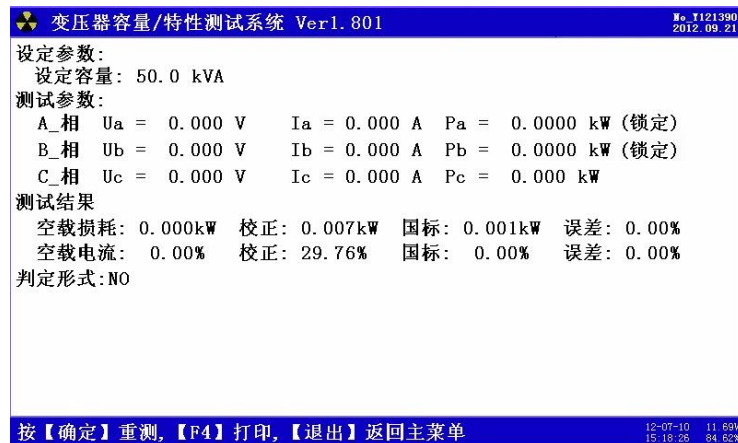 变压器容量/特性测试系统 Ver1.801
No_Y121390
2012.09.21
设定参数:
设定容量: 50.0 kVA
测试参数:
A_相 Ua = 0.000 V Ia = 0.000 A Pa = 0.0000 kW (锁定)
B_相 Ub = 0.000 V Ib = 0.000 A Pb = 0.0000 kW (锁定)
C_相 Uc = 0.000 V Ic = 0.000 A Pc = 0.000 kW
测试结果
空载损耗: 0.000kW 校正: 0.007kW 国标: 0.001kW 误差: 0.00%
空载电流: 0.00% 校正: 29.76% 国标: 0.00% 误差: 0.00%
判定形式:NO
按【确定】重测,【F4】打印,【退出】返回主菜单
12-07-10 11.69V
15:18:26 84.62%